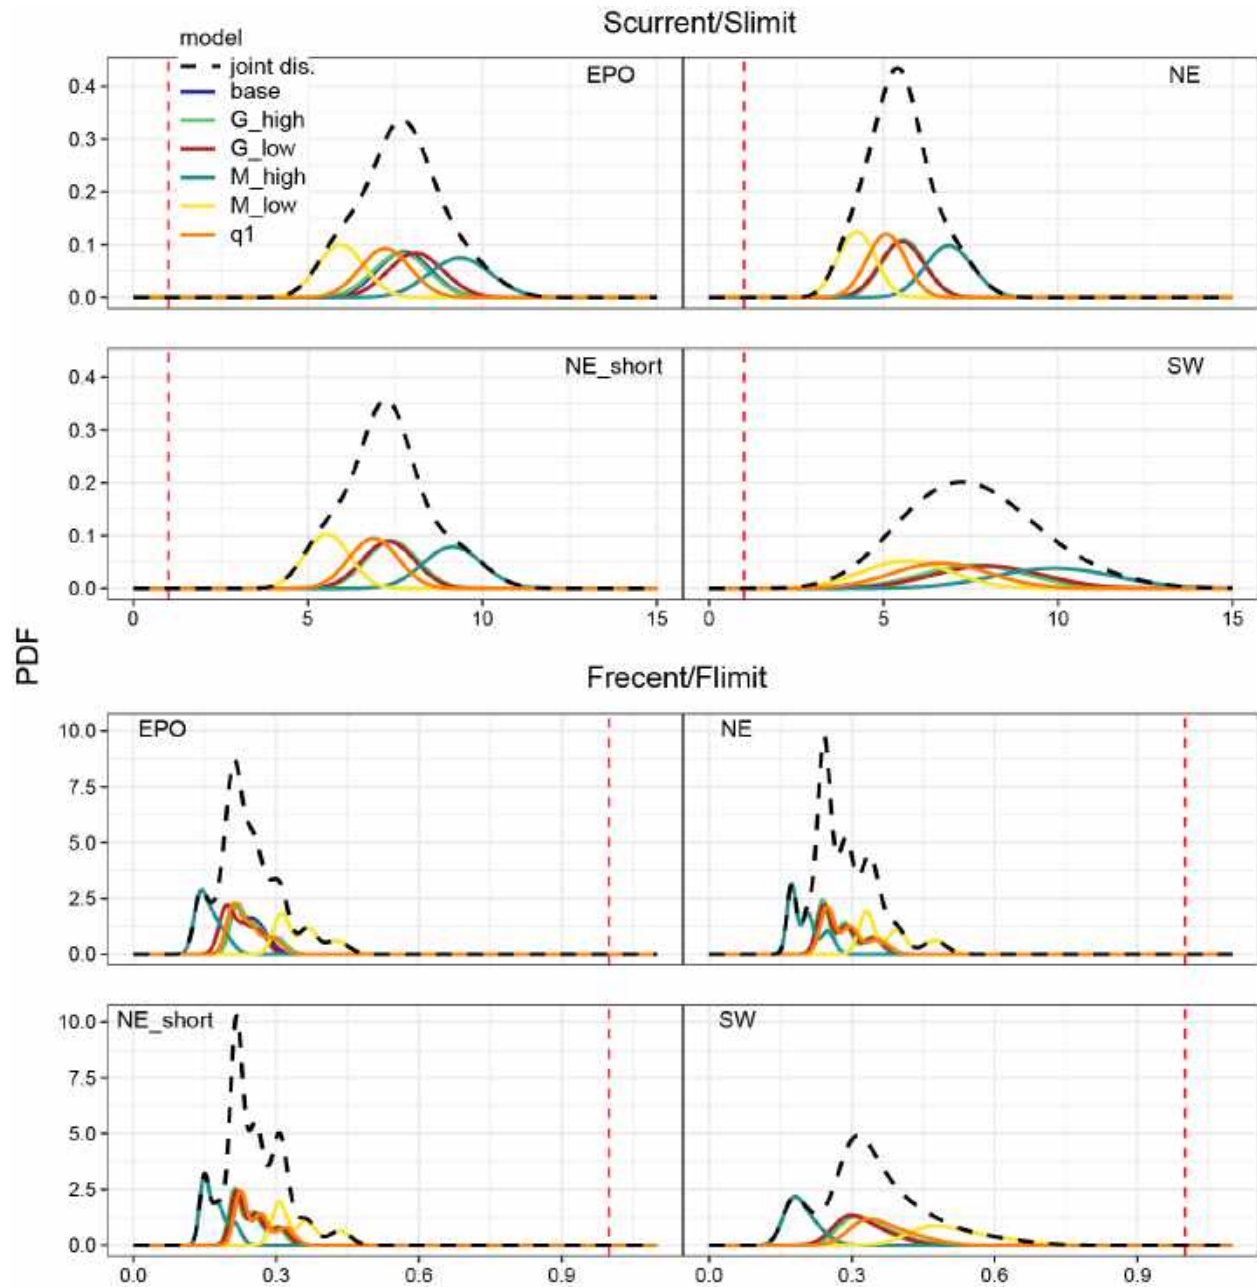 Scurrent/Slimit
model
joint dis.
base
G_high
G_low
M_high
M_low
q1
EPO
NE
0.4
0.3
0.2
0.1
0.0
NE_short
SW
0.4
0.3
0.2
0.1
0.0
0 5 10 15 0 5 10 15
PDF
Frecent/Flimit
EPO
NE
10.0
7.5
5.0
2.5
0.0
NE_short
SW
10.0
7.5
5.0
2.5
0.0
0.0 0.3 0.6 0.9 0.0 0.3 0.6 0.9